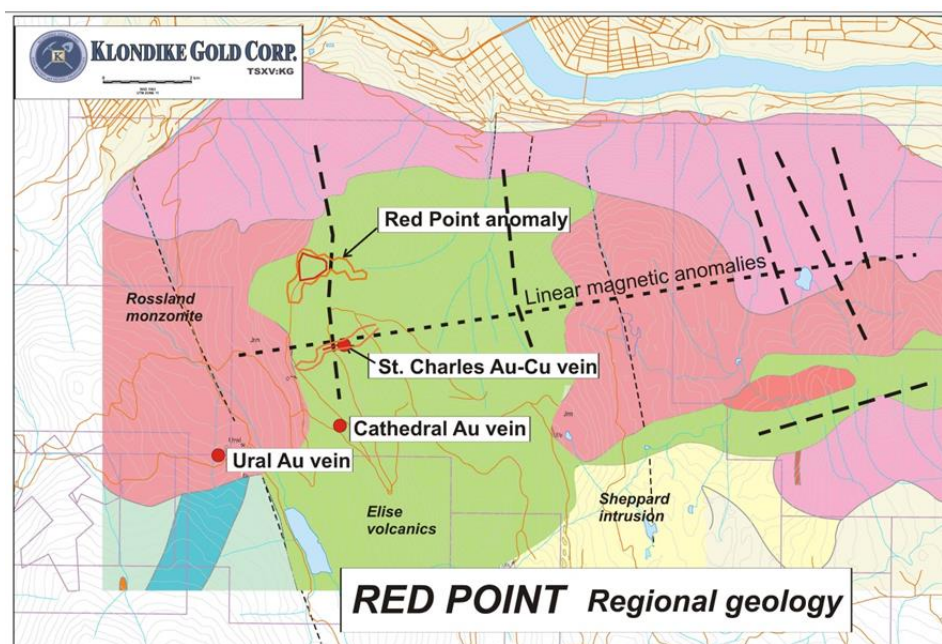 KLONDIKE GOLD CORP.
TSXV:KG
Red Point anomaly
Linear magnetic anomalies
Rossland
monzonite
St. Charles Au-Cu vein
Cathedral Au vein
Ural Au vein
Elise
volcanics
Sheppard
intrusion
RED POINT Regional geology